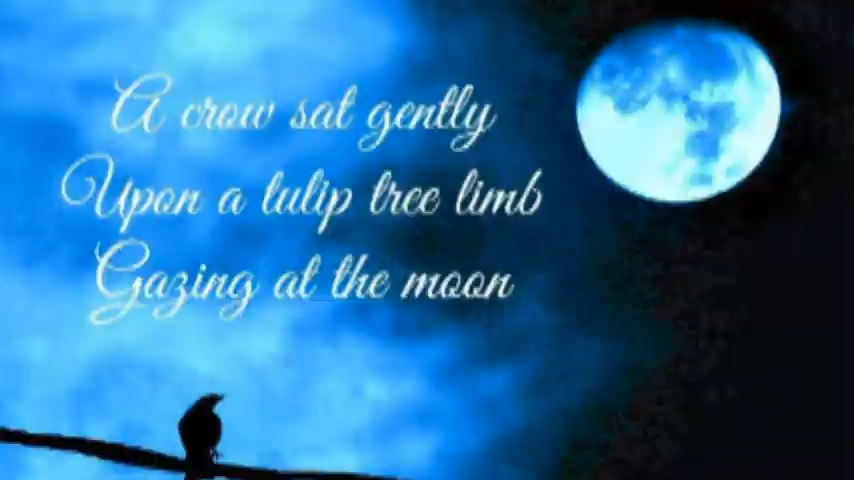 A crow sat gently
Upon a tulip tree limb
Gazing at the moon